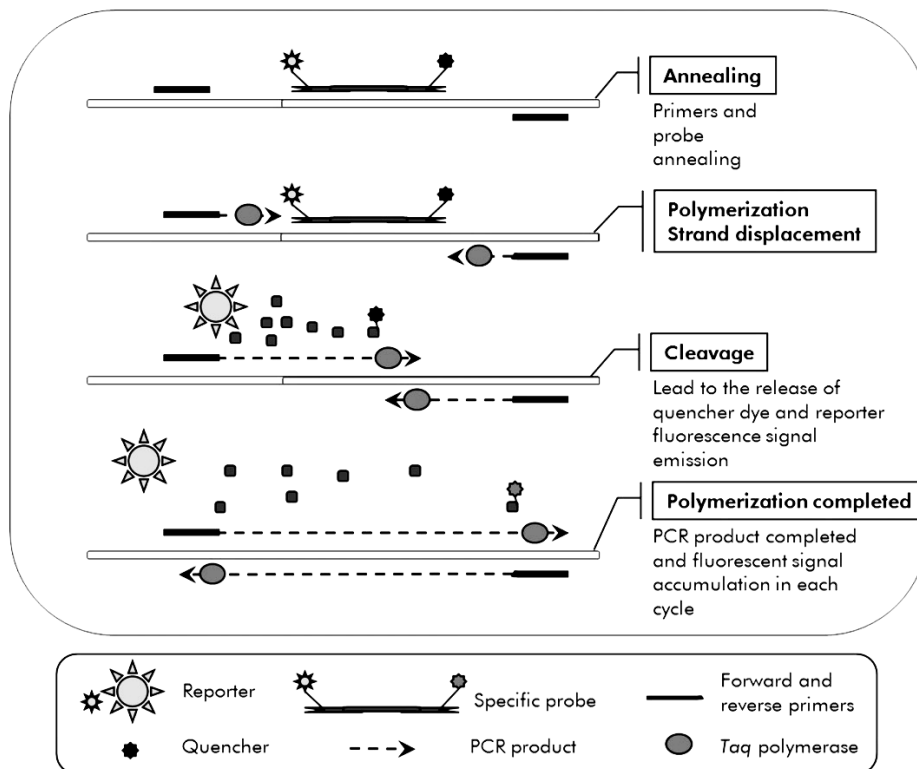 Annealing
Primers and
probe
annealing
Polymerization
Strand displacement
Cleavage
Lead to the release of
quencher dye and reporter
fluorescence signal
emission
Polymerization completed
PCR product completed
and fluorescent signal
accumulation in each
cycle
Reporter
Specific probe
Forward and
reverse primers
Quencher
PCR product
Taq polymerase